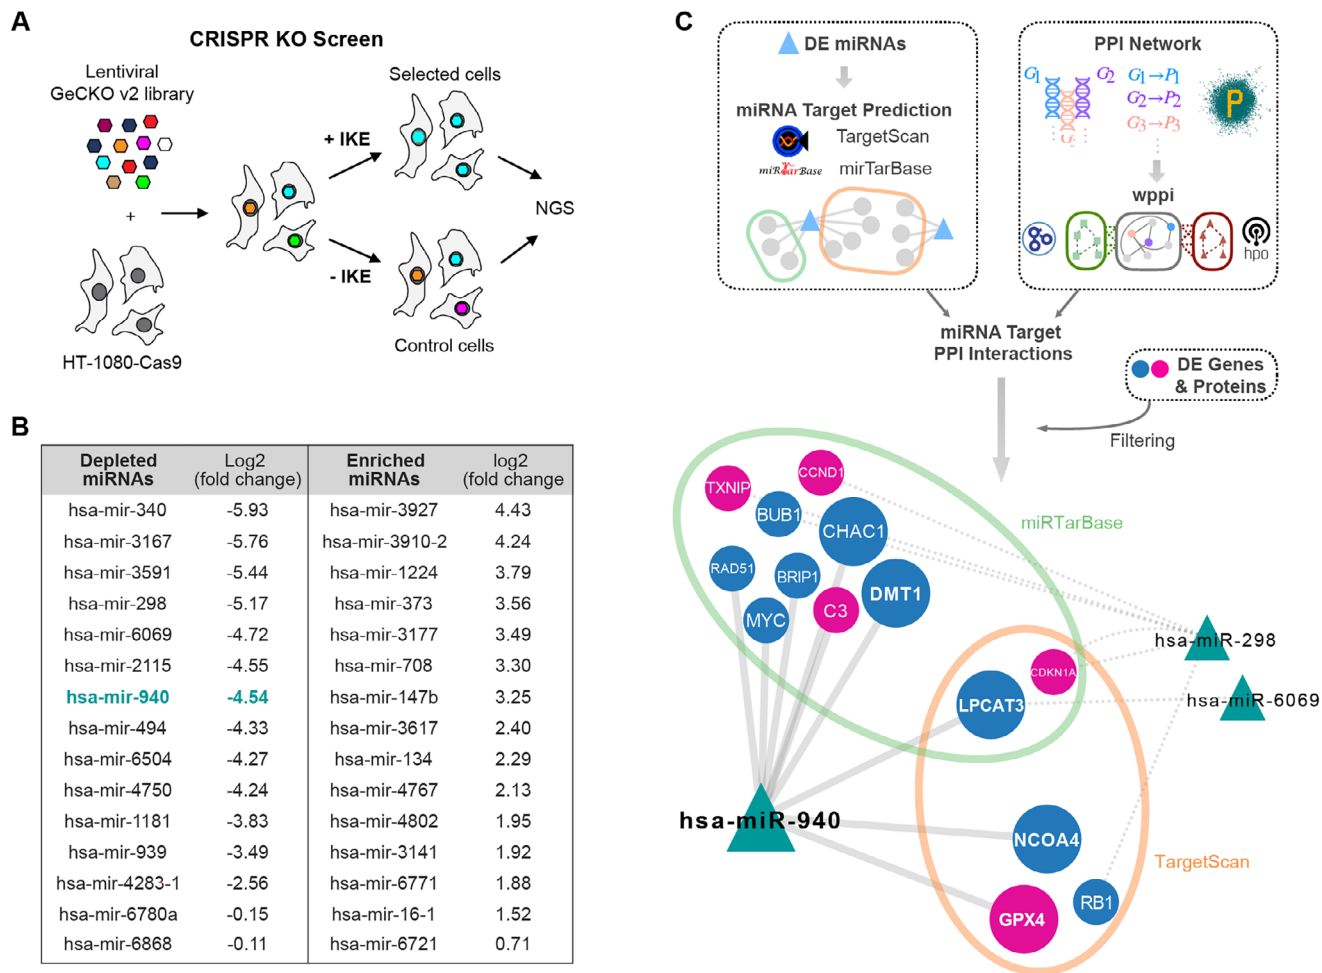 A
CRISPR KO Screen
Lentiviral
GeCKO v2 library
+
HT-1080-Cas9
+ IKE
- IKE
Selected cells
Control cells
NGS
B
Depleted miRNAs Log2 (fold change) Enriched miRNAs log2 (fold change
hsa-mir-340 -5.93 hsa-mir-3927 4.43
hsa-mir-3167 -5.76 hsa-mir-3910-2 4.24
hsa-mir-3591 -5.44 hsa-mir-1224 3.79
hsa-mir-298 -5.17 hsa-mir-373 3.56
hsa-mir-6069 -4.72 hsa-mir-3177 3.49
hsa-mir-2115 -4.55 hsa-mir-708 3.30
hsa-mir-940 -4.54 hsa-mir-147b 3.25
hsa-mir-494 -4.33 hsa-mir-3617 2.40
hsa-mir-6504 -4.27 hsa-mir-134 2.29
hsa-mir-4750 -4.24 hsa-mir-4767 2.13
hsa-mir-1181 -3.83 hsa-mir-4802 1.95
hsa-mir-939 -3.49 hsa-mir-3141 1.92
hsa-mir-4283-1 -2.56 hsa-mir-6771 1.88
hsa-mir-6780a -0.15 hsa-mir-16-1 1.52
hsa-mir-6868 -0.11 hsa-mir-6721 0.71
C
DE miRNAs
miRNA Target Prediction
TargetScan
miRTarBase mirTarBase
PPI Network
G1 G2 G1→P1
G2→P2
G3→P3
G
P
wppi
hpo
miRNA Target
PPI Interactions
DE Genes
& Proteins
Filtering
miRTarBase
TXNIP
CCND1
BUB1
CHAC1
RAD51
BRIP1
DMT1
MYC
C3
CDKN1A
LPCAT3
hsa-miR-298
hsa-miR-6069
hsa-miR-940
NCOA4
TargetScan
RB1
GPX4